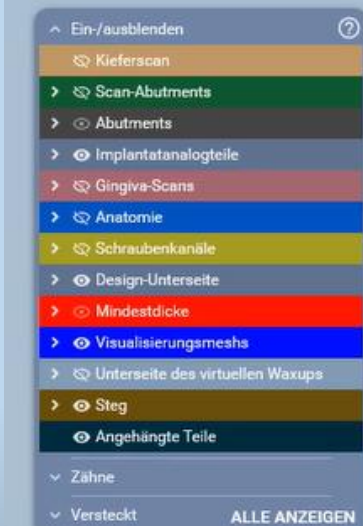 Ein-/ausblenden
Kieferscan
Scan-Abutments
Abutments
Implantatanalogteile
Gingiva-Scans
Anatomie
Schraubenkanäle
Design-Unterseite
Mindestdicke
Visualisierungsmeshs
Unterseite des virtuellen Waxups
Steg
Angehängte Teile
Zähne
Versteckt ALLE ANZEIGEN